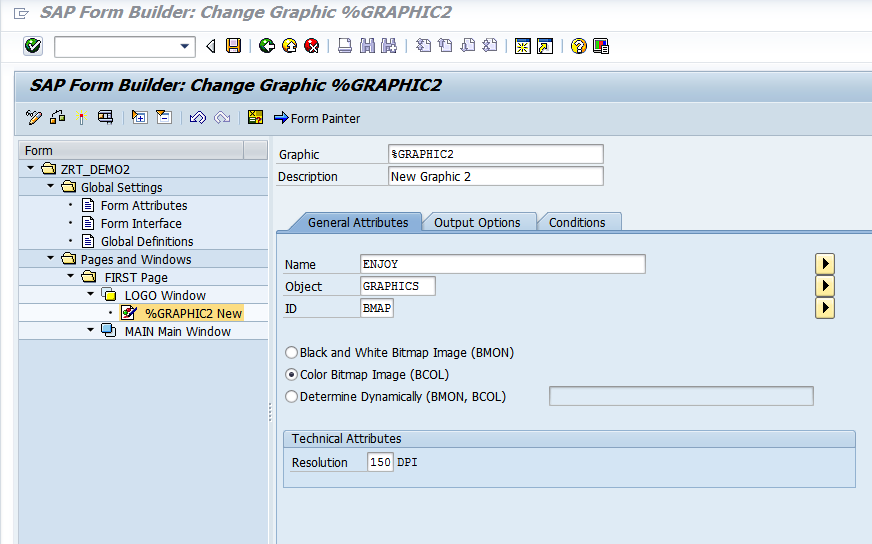 SAP Form Builder: Change Graphic %GRAPHIC2
SAP Form Builder: Change Graphic %GRAPHIC2
Form Painter
Form
ZRT_DEMO2
Global Settings
Form Attributes
Form Interface
Global Definitions
Pages and Windows
FIRST Page
LOGO Window
%GRAPHIC2 New
MAIN Main Window
Graphic %GRAPHIC2
Description New Graphic 2
General Attributes Output Options Conditions
Name ENJOY
Object GRAPHICS
ID BMAP
Black and White Bitmap Image (BMON)
Color Bitmap Image (BCOL)
Determine Dynamically (BMON, BCOL)
Technical Attributes
Resolution 150 DPI